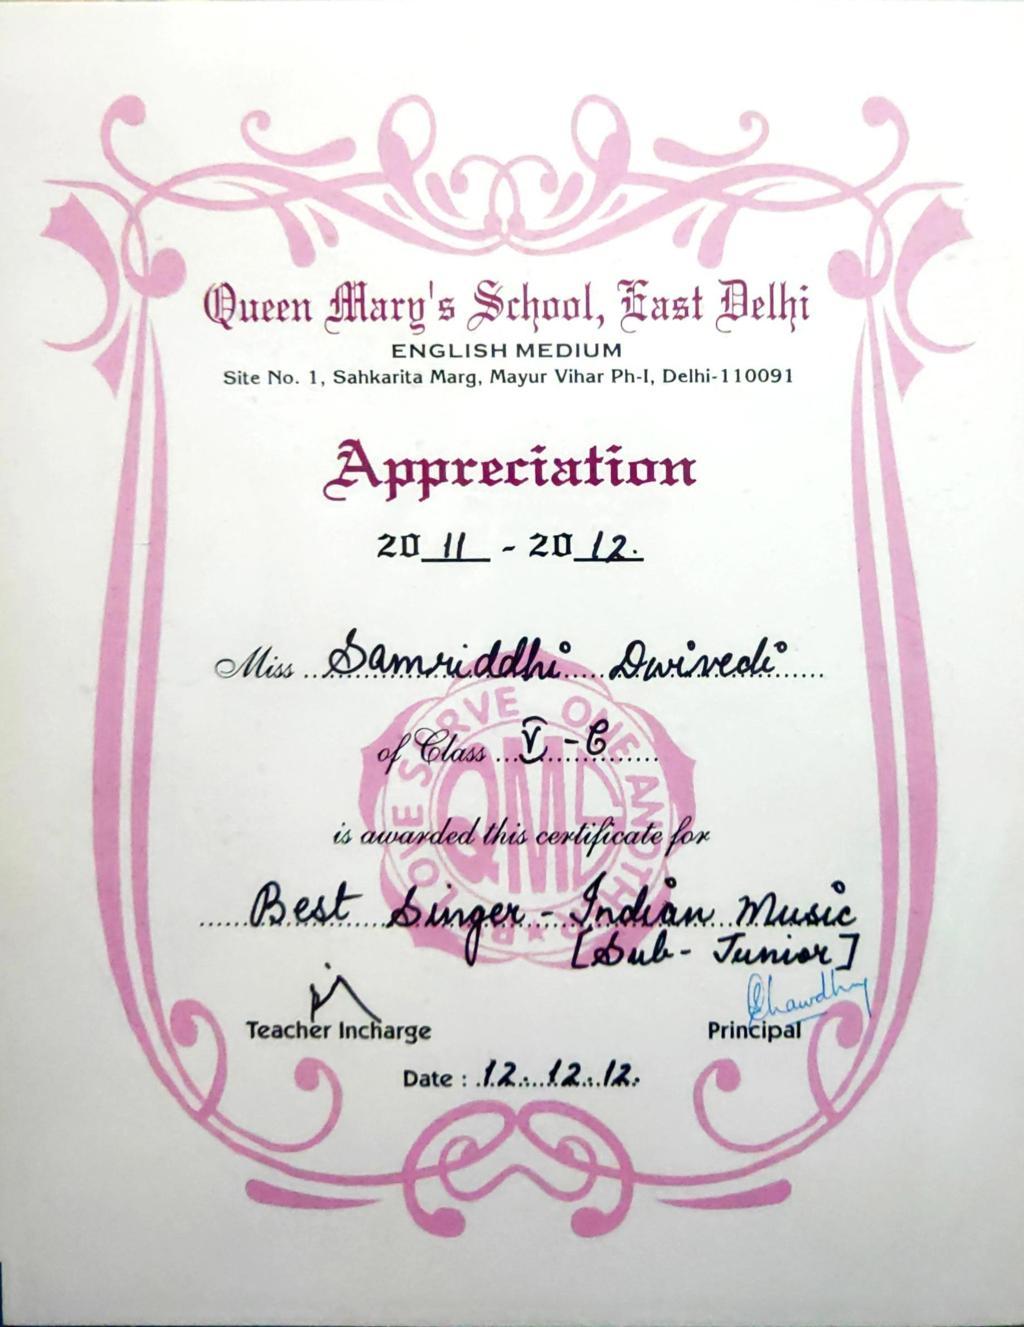 Queen Mary's School, East Delhi
ENGLISH MEDIUM
Site No. 1, Sahkarita Marg, Mayur Vihar Ph-I, Delhi-110091
Appreciation
20 11 - 20 12.
Miss Samriddhi Dwivedi
SERVE ONE ANOTHER
of Class V - C
QMS
is awarded this certificate for
Best Singer - Indian Music
[Sub - Junior]
Chawdhry
Teacher Incharge Principal
Date : 12. 12. 12.